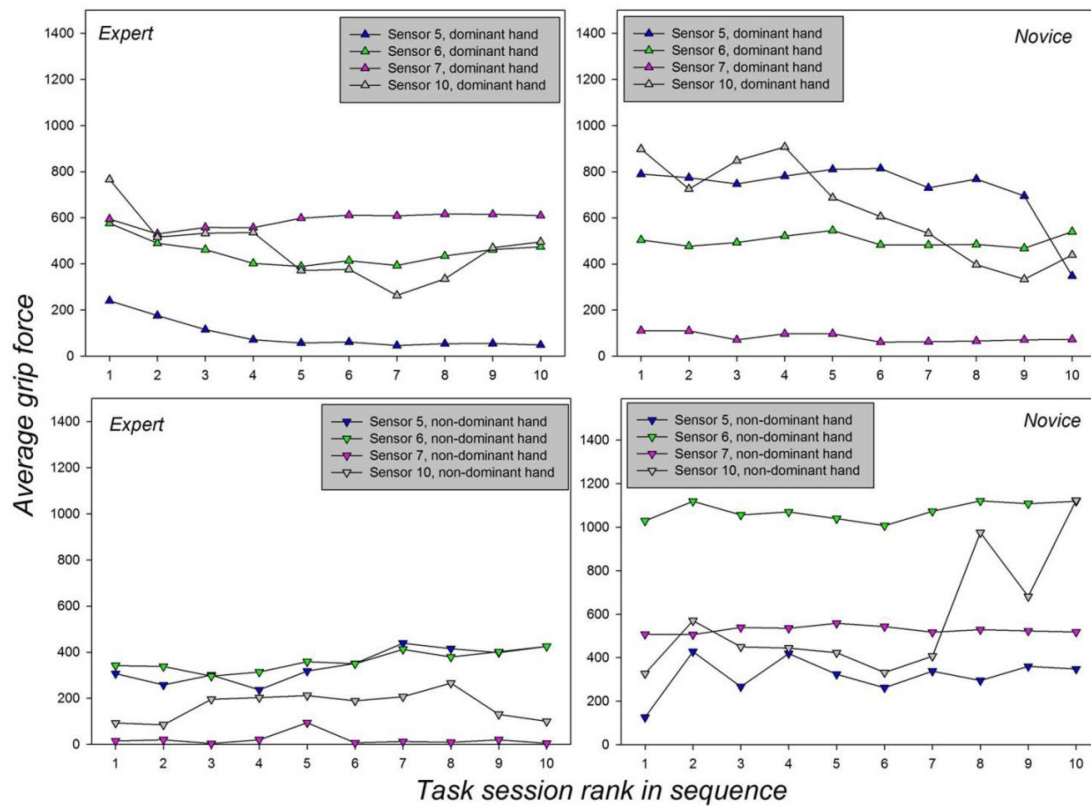 Average grip force
Expert
Sensor 5, dominant hand
Sensor 6, dominant hand
Sensor 7, dominant hand
Sensor 10, dominant hand
1400
1200
1000
800
600
400
200
0
1 2 3 4 5 6 7 8 9 10
Novice
Sensor 5, dominant hand
Sensor 6, dominant hand
Sensor 7, dominant hand
Sensor 10, dominant hand
1400
1200
1000
800
600
400
200
0
1 2 3 4 5 6 7 8 9 10
Expert
Sensor 5, non-dominant hand
Sensor 6, non-dominant hand
Sensor 7, non-dominant hand
Sensor 10, non-dominant hand
1400
1200
1000
800
600
400
200
0
1 2 3 4 5 6 7 8 9 10
Novice
Sensor 5, non-dominant hand
Sensor 6, non-dominant hand
Sensor 7, non-dominant hand
Sensor 10, non-dominant hand
1400
1200
1000
800
600
400
200
0
1 2 3 4 5 6 7 8 9 10
Task session rank in sequence